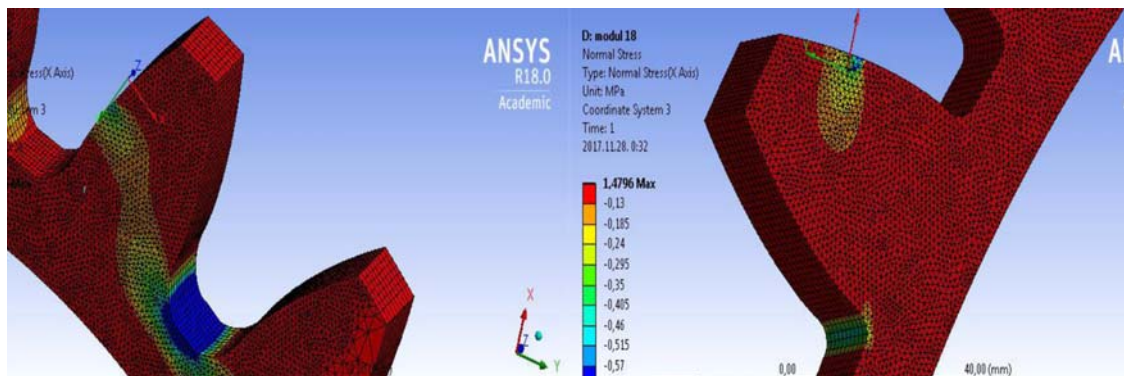 ANSYS
R18.0
Academic
Stress(X Axis)
Z
X
Y
Z
D: modul 18
Normal Stress
Type: Normal Stress(X Axis)
Unit: MPa
Coordinate System 3
Time: 1
2017.11.28. 0:32
1,4796 Max
-0,13
-0,185
-0,24
-0,295
-0,35
-0,405
-0,46
-0,515
-0,57
0,00
40,00 (mm)